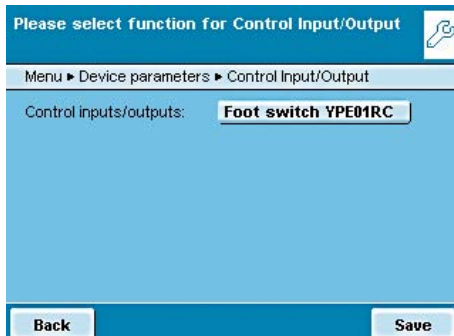 Please select function for Control Input/Output
Menu ▸ Device parameters ▸ Control Input/Output
Control inputs/outputs: Foot switch YPE01RC
Back Save